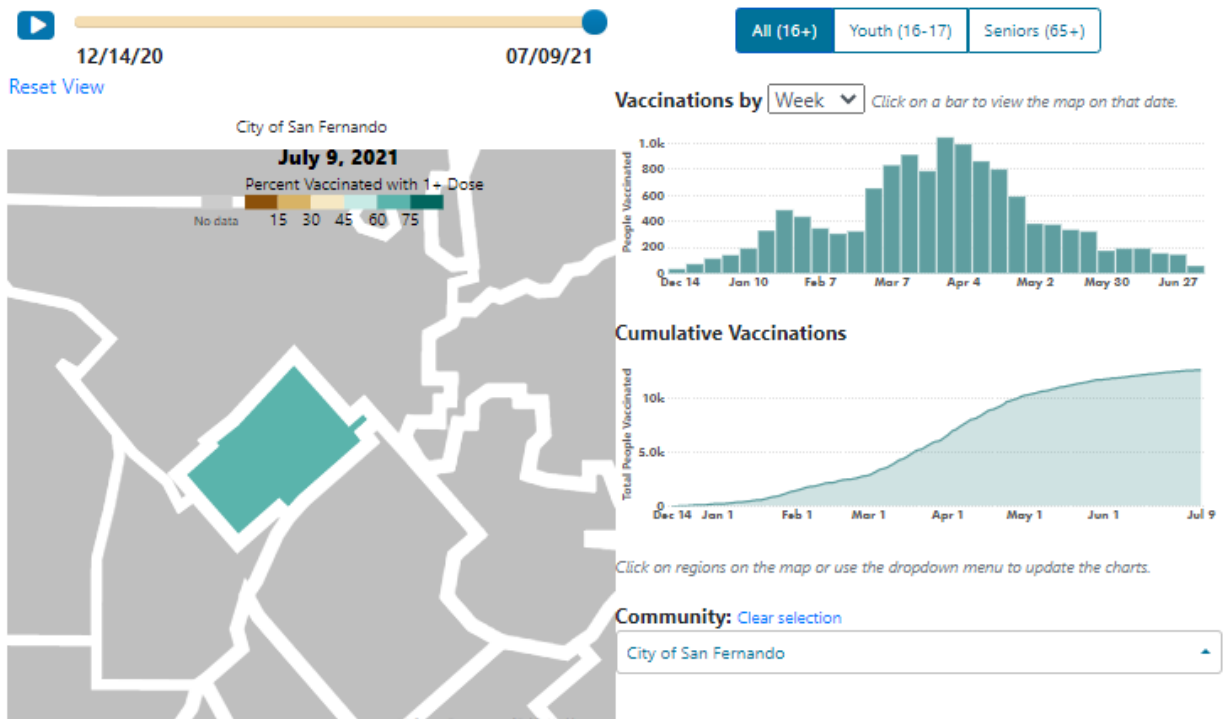 12/14/20 07/09/21
Reset View
City of San Fernando
July 9, 2021
Percent Vaccinated with 1+ Dose
No data 15 30 45 60 75
All (16+) Youth (16-17) Seniors (65+)
Vaccinations by Week Click on a bar to view the map on that date.
People Vaccinated
1.0k
800
600
400
200
0
Dec 14 Jan 10 Feb 7 Mar 7 Apr 4 May 2 May 30 Jun 27
Cumulative Vaccinations
Total People Vaccinated
10k
5.0k
0
Dec 14 Jan 1 Feb 1 Mar 1 Apr 1 May 1 Jun 1 Jul 9
Click on regions on the map or use the dropdown menu to update the charts.
Community: Clear selection
City of San Fernando